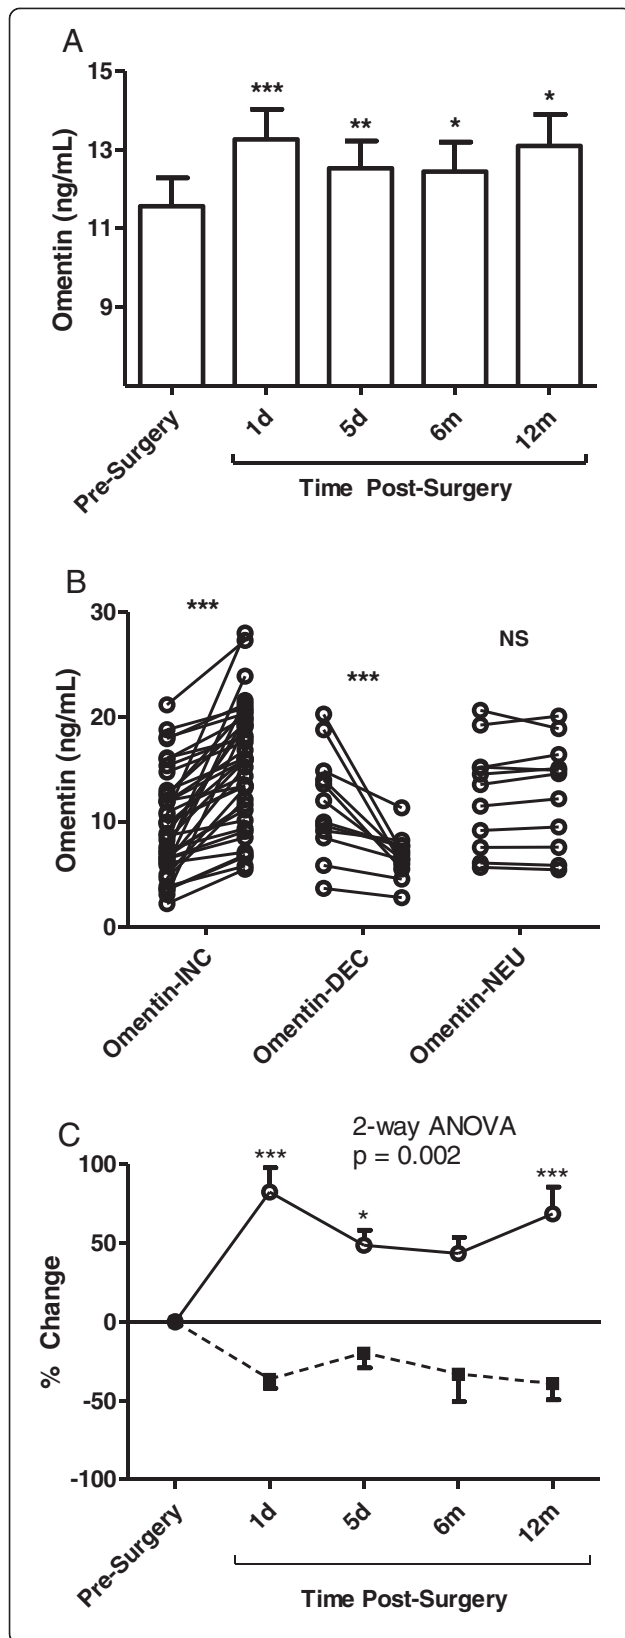 A
Omentin (ng/mL)
15
13
11
9
***
**
*
*
Pre-Surgery
1d
5d
6m
12m
Time Post-Surgery
B
Omentin (ng/mL)
30
20
10
0
***
***
NS
Omentin-INC
Omentin-DEC
Omentin-NEU
C
2-way ANOVA
p = 0.002
% Change
100
50
0
-50
-100
***
*
***
Pre-Surgery
1d
5d
6m
12m
Time Post-Surgery